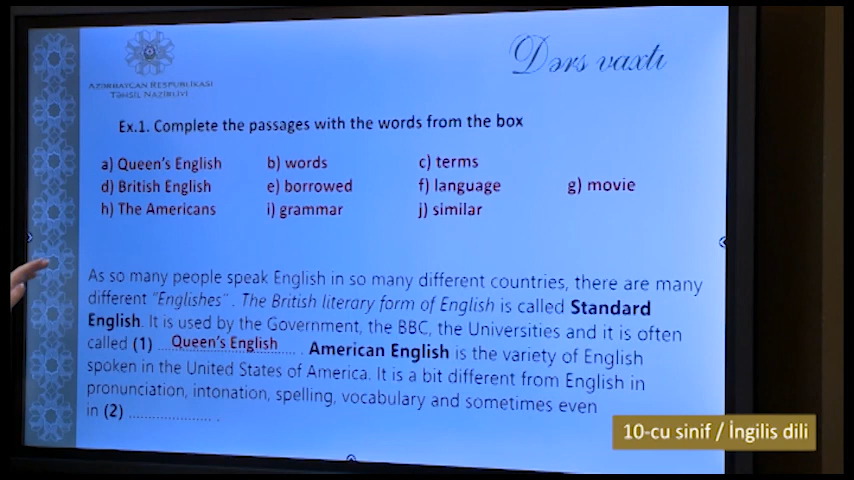 Dərs vaxtı
AZƏRBAYCAN RESPUBLİKASI
TƏHSİL NAZİRLİYİ
Ex.1. Complete the passages with the words from the box
a) Queen's English b) words c) terms
d) British English e) borrowed f) language g) movie
h) The Americans i) grammar j) similar
As so many people speak English in so many different countries, there are many
different "Englishes" . The British literary form of English is called Standard
English. It is used by the Government, the BBC, the Universities and it is often
called (1) Queen's English . American English is the variety of English
spoken in the United States of America. It is a bit different from English in
pronunciation, intonation, spelling, vocabulary and sometimes even
in (2) .................... .
10-cu sinif / İngilis dili